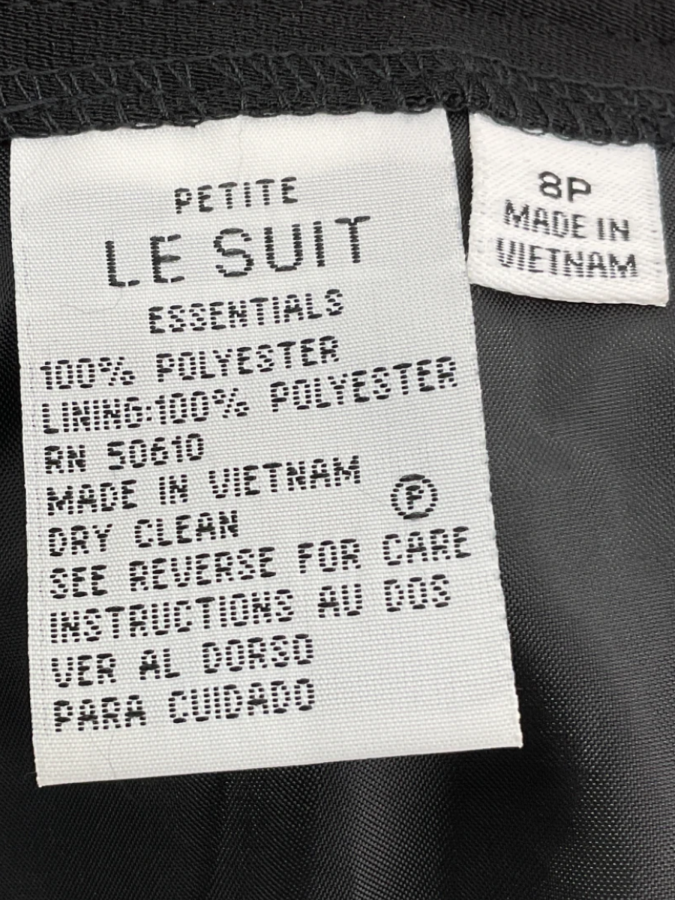 PETITE
LE SUIT
ESSENTIALS
100% POLYESTER
LINING:100% POLYESTER
RN 50610
MADE IN VIETNAM
DRY CLEAN
P
SEE REVERSE FOR CARE
INSTRUCTIONS AU DOS
VER AL DORSO
PARA CUIDADO
8P
MADE IN
VIETNAM